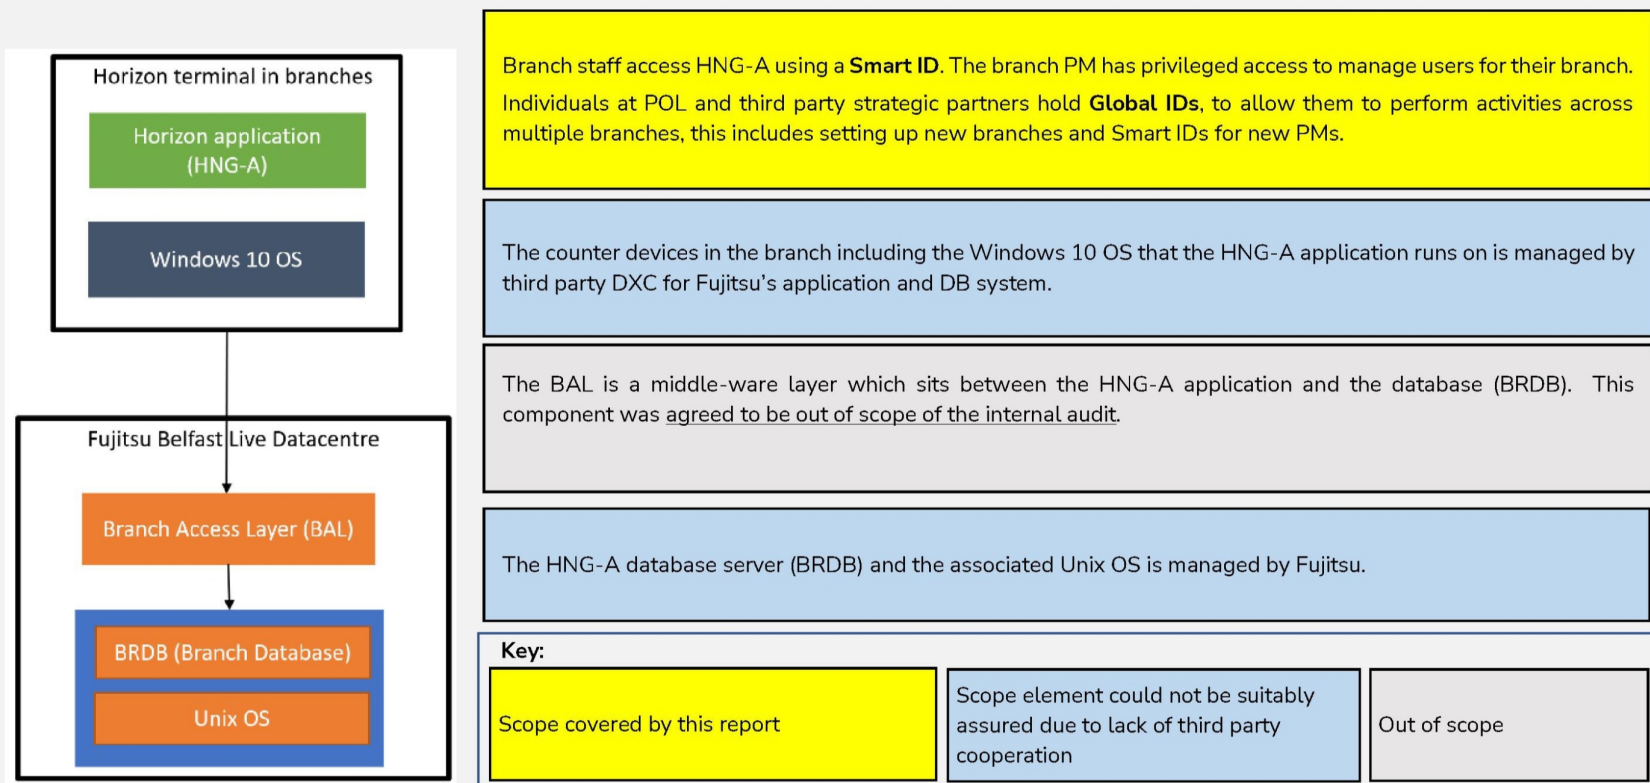 Horizon terminal in branches
Horizon application
(HNG-A)
Windows 10 OS
Fujitsu Belfast Live Datacentre
Branch Access Layer (BAL)
BRDB (Branch Database)
Unix OS
Branch staff access HNG-A using a Smart ID. The branch PM has privileged access to manage users for their branch.
Individuals at POL and third party strategic partners hold Global IDs, to allow them to perform activities across
multiple branches, this includes setting up new branches and Smart IDs for new PMs.
The counter devices in the branch including the Windows 10 OS that the HNG-A application runs on is managed by
third party DXC for Fujitsu’s application and DB system.
The BAL is a middle-ware layer which sits between the HNG-A application and the database (BRDB). This
component was agreed to be out of scope of the internal audit.
The HNG-A database server (BRDB) and the associated Unix OS is managed by Fujitsu.
Key:
Scope covered by this report
Scope element could not be suitably
assured due to lack of third party
cooperation
Out of scope